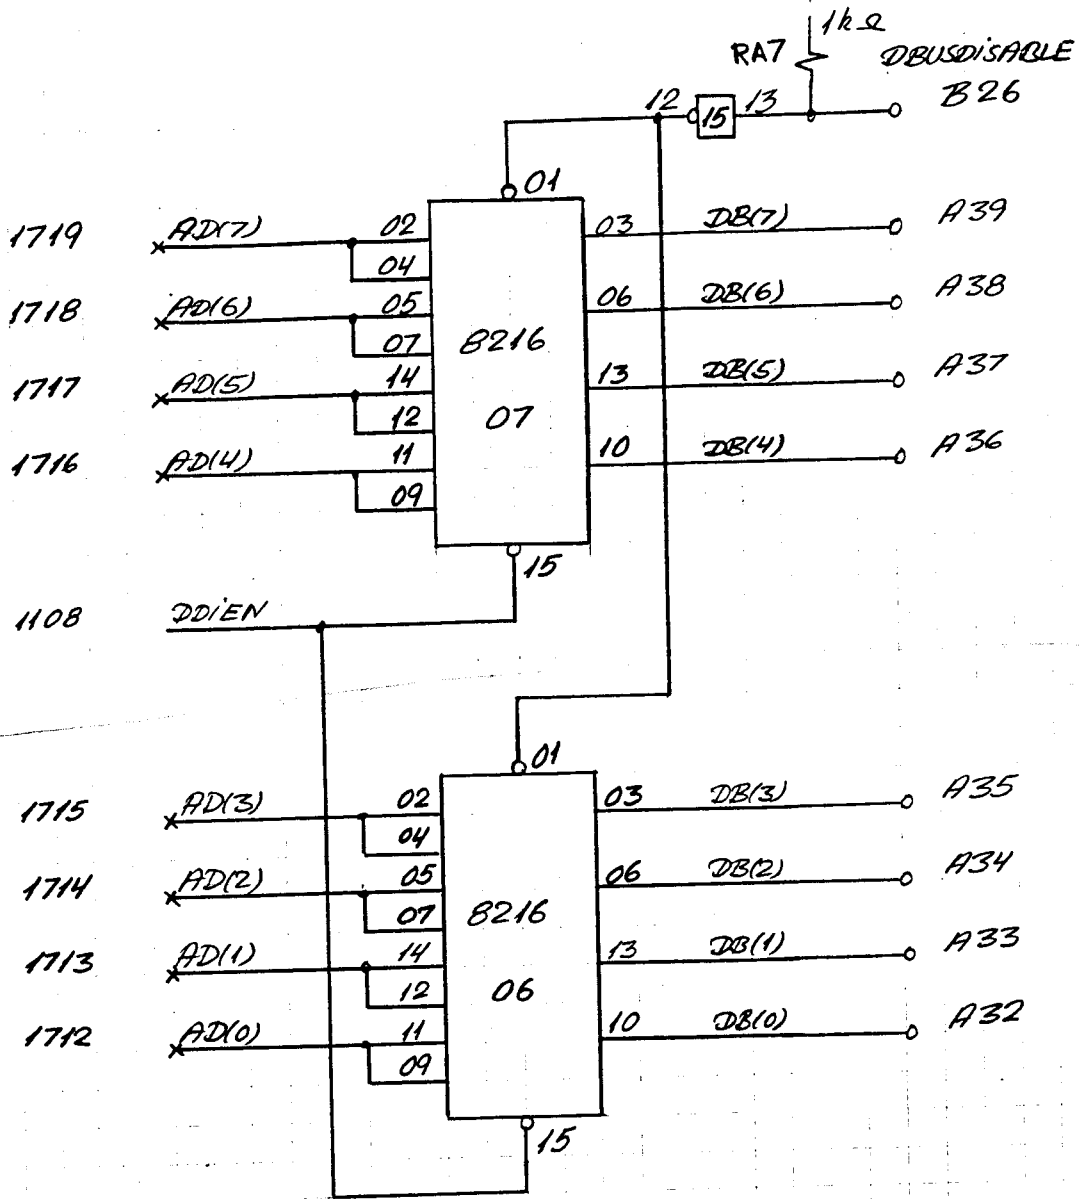 1kΩ
RA7
DBUSDiSABLE
B26
12 15 13
01
1719 AD(7) 02 03 DB(7) A39
04
1718 AD(6) 05 06 DB(6) A38
07
8216
1717 AD(5) 14 13 DB(5) A37
12
07
1716 AD(4) 11 10 DB(4) A36
09
15
1108 DDiEN
01
1715 AD(3) 02 03 DB(3) A35
04
1714 AD(2) 05 06 DB(2) A34
07
8216
1713 AD(1) 14 13 DB(1) A33
12
06
1712 AD(0) 11 10 DB(0) A32
09
15